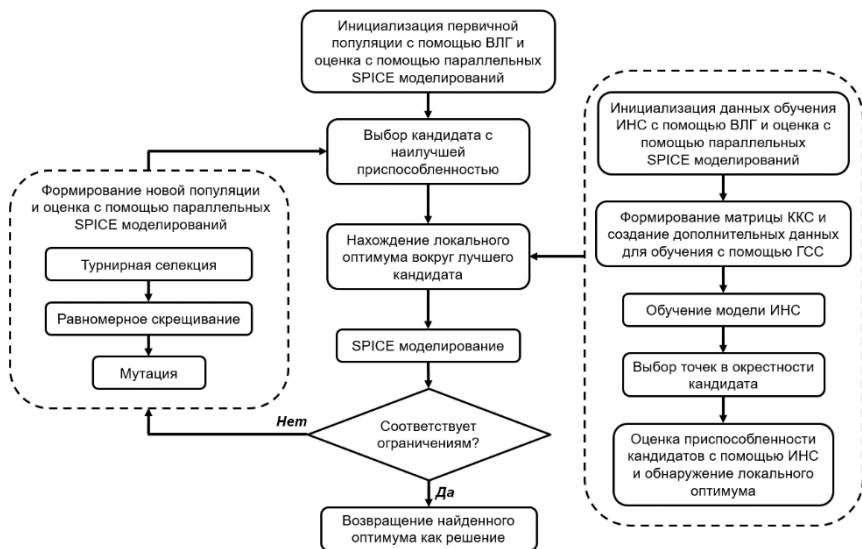 Инициализация первичной
популяции с помощью ВЛГ и
оценка с помощью параллельных
SPICE моделирований
Выбор кандидата с
наилучшей
приспособленностью
Нахождение локального
оптимума вокруг лучшего
кандидата
SPICE моделирование
Соответствует
ограничениям?
Нет
Да
Возвращение найденного
оптимума как решение
Формирование новой популяции
и оценка с помощью параллельных
SPICE моделирований
Турнирная селекция
Равномерное скрещивание
Мутация
Инициализация данных обучения
ИНС с помощью ВЛГ и оценка с
помощью параллельных
SPICE моделирований
Формирование матрицы ККС и
создание дополнительных данных
для обучения с помощью ГСС
Обучение модели ИНС
Выбор точек в окрестности
кандидата
Оценка приспособленности
кандидатов с помощью ИНС
и обнаружение локального
оптимума